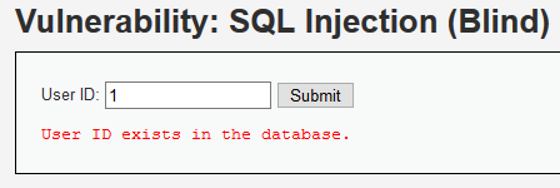 Vulnerability: SQL Injection (Blind)
User ID: 1 Submit
User ID exists in the database.